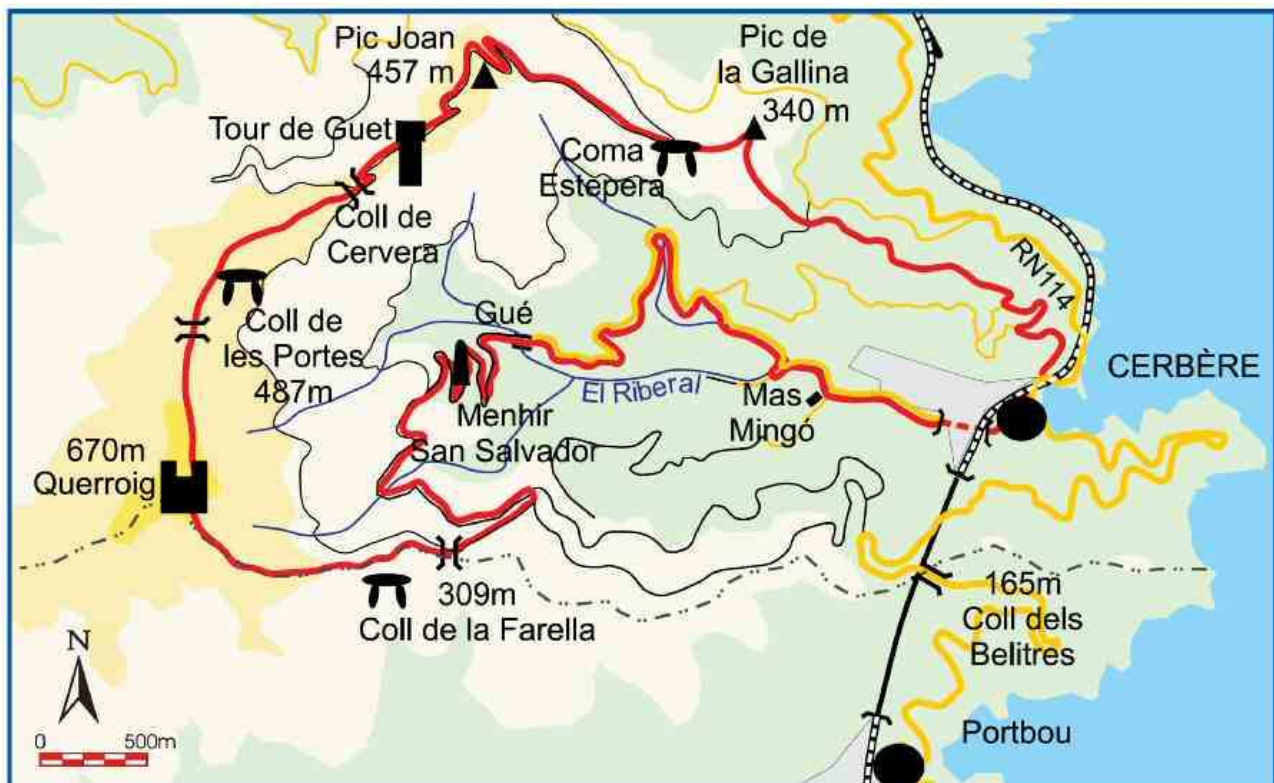 Pic Joan
457 m
Pic de
la Gallina
340 m
Tour de Guet
Coma
Estepera
Coll de
Cervera
RN114
Gué
Coll de
les Portes
487m
CERBÈRE
El Riberal
Mas
Mingó
Menhir
San Salvador
670m
Querroig
309m
Coll de la Farella
165m
Coll dels
Belitres
N
0 500m
Portbou